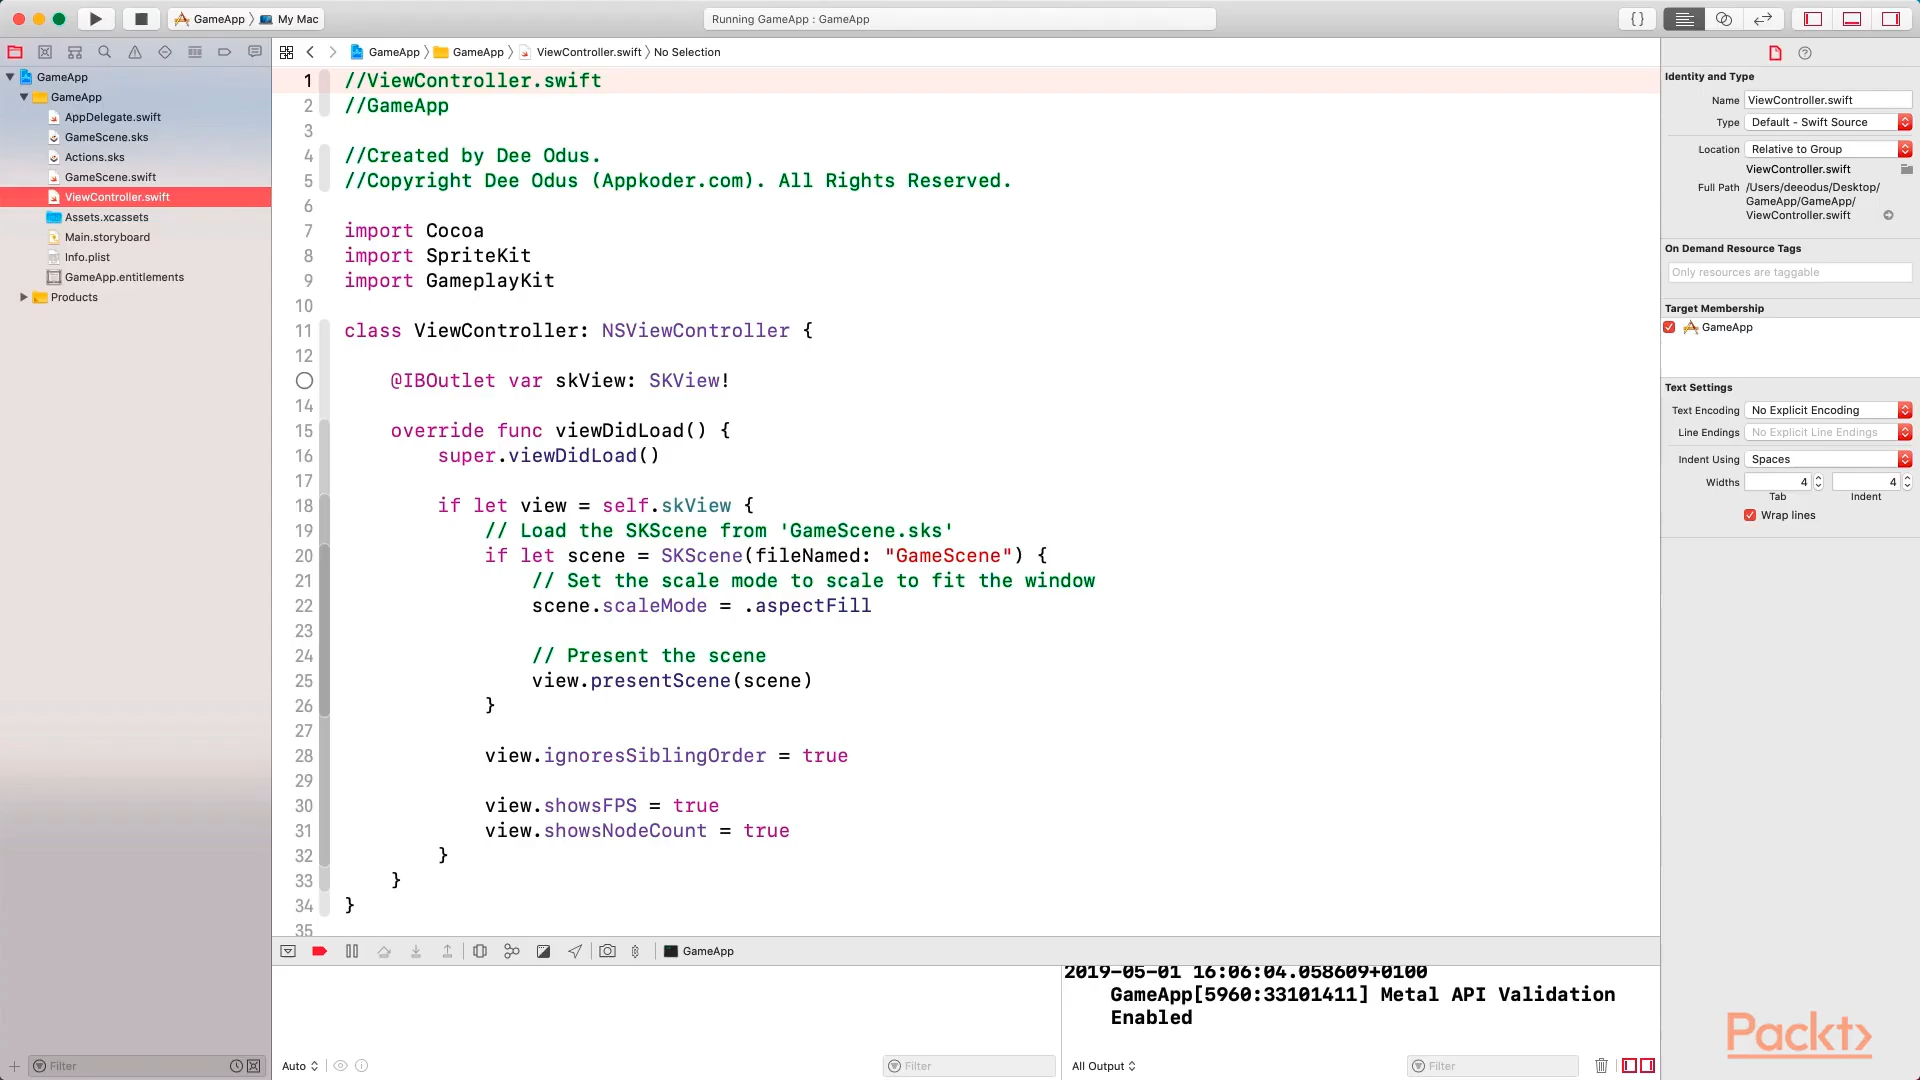 GameApp My Mac
Running GameApp : GameApp
{ }
GameApp GameApp ViewController.swift No Selection
GameApp
GameApp
AppDelegate.swift
GameScene.sks
Actions.sks
GameScene.swift
ViewController.swift
Assets.xcassets
Main.storyboard
Info.plist
GameApp.entitlements
Products
Filter
1 //ViewController.swift
2 //GameApp
3
4 //Created by Dee Odus.
5 //Copyright Dee Odus (Appkoder.com). All Rights Reserved.
6
7 import Cocoa
8 import SpriteKit
9 import GameplayKit
10
11 class ViewController: NSViewController {
12
@IBOutlet var skView: SKView!
14
15 override func viewDidLoad() {
16 super.viewDidLoad()
17
18 if let view = self.skView {
19 // Load the SKScene from 'GameScene.sks'
20 if let scene = SKScene(fileNamed: "GameScene") {
21 // Set the scale mode to scale to fit the window
22 scene.scaleMode = .aspectFill
23
24 // Present the scene
25 view.presentScene(scene)
26 }
27
28 view.ignoresSiblingOrder = true
29
30 view.showsFPS = true
31 view.showsNodeCount = true
32 }
33 }
34 }
35
GameApp
2019-05-01 16:06:04.058609+0100
GameApp[5960:33101411] Metal API Validation
Enabled
Auto
Filter
All Output
Filter
Identity and Type
Name ViewController.swift
Type Default - Swift Source
Location Relative to Group
ViewController.swift
Full Path /Users/deeodus/Desktop/
GameApp/GameApp/
ViewController.swift
On Demand Resource Tags
Only resources are taggable
Target Membership
GameApp
Text Settings
Text Encoding No Explicit Encoding
Line Endings No Explicit Line Endings
Indent Using Spaces
Widths 4 4
Tab Indent
Wrap lines
Packt>